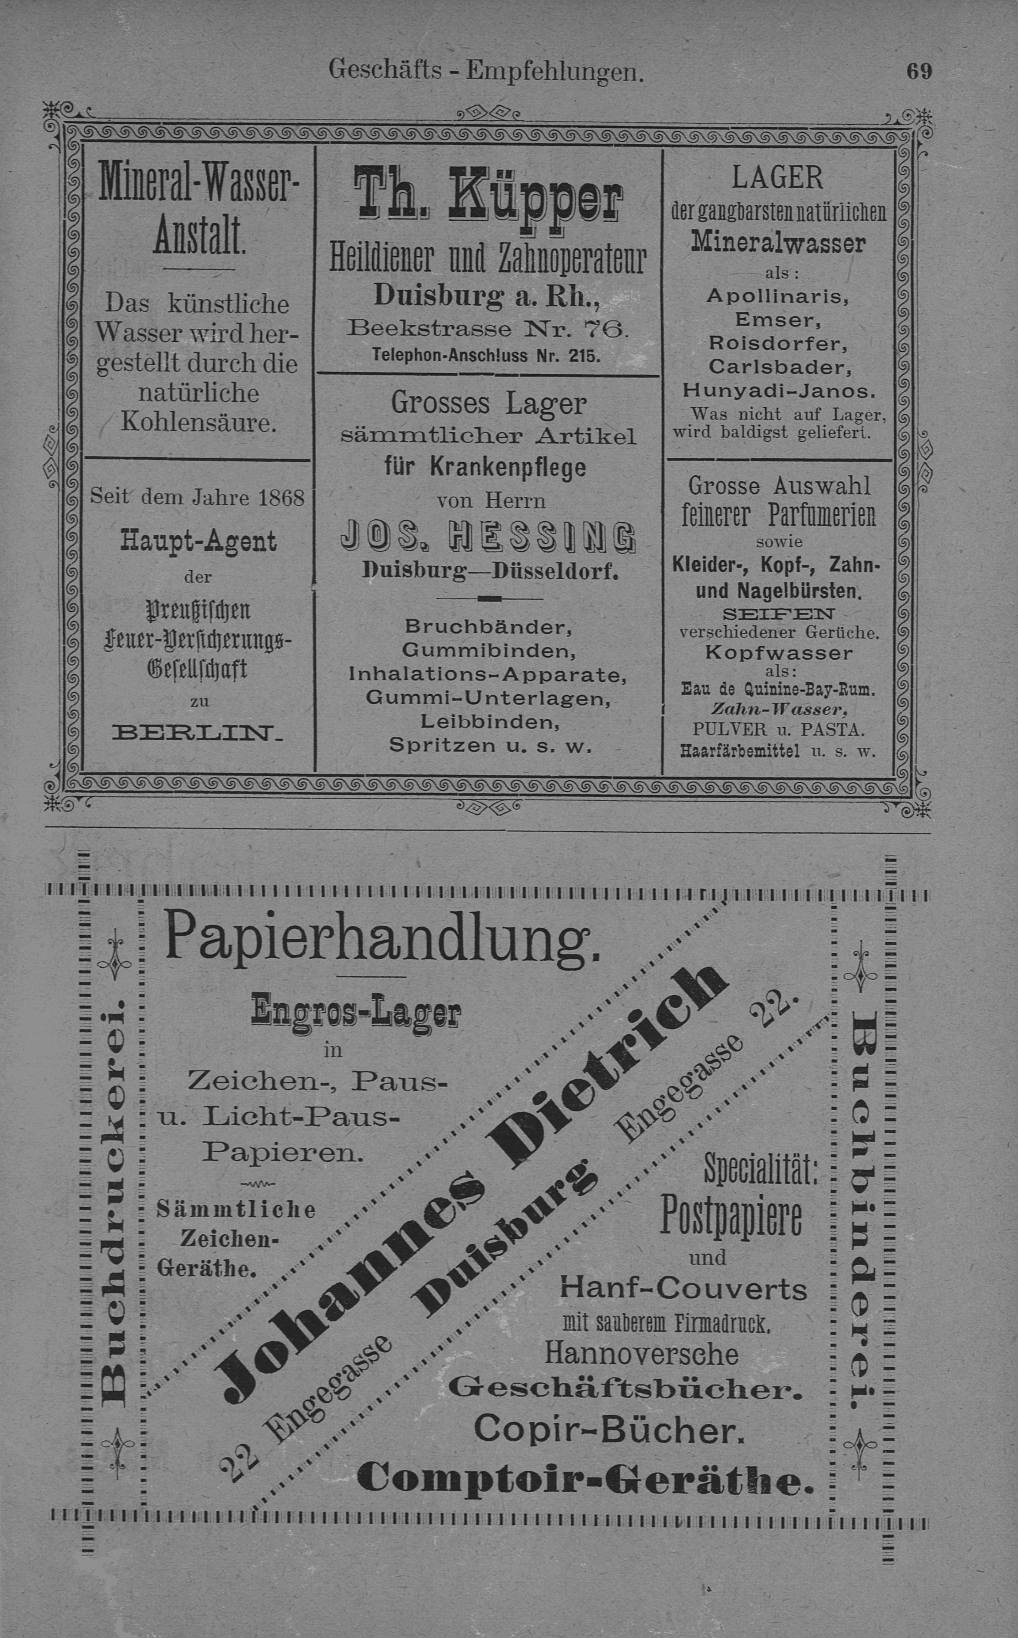 Geschäfts - Empfehlungen.
69
Mineral-Wasser-
Anstalt.
Das künstliche
Wasser wird her-
gestellt durch die
natürliche
Kohlensäure.
Seit dem Jahre 1868
Haupt-Agent
der
Preußischen
Feuer-Versicherungs-
Gesellschaft
zu
BERLIN.
Th. Küpper
Heildiener und Zahnoperateur
Duisburg a. Rh.,
Beekstrasse Nr. 76.
Telephon-Anschluss Nr. 215.
Grosses Lager
sämmtlicher Artikel
für Krankenpflege
von Herrn
JOS. HESSING
Duisburg—Düsseldorf.
Bruchbänder,
Gummibinden,
Inhalations-Apparate,
Gummi-Unterlagen,
Leibbinden,
Spritzen u. s. w.
LAGER
der gangbarsten natürlichen
Mineralwasser
als :
Apollinaris,
Emser,
Roisdorfer,
Carlsbader,
Hunyadi-Janos.
Was nicht auf Lager,
wird baldigst geliefert.
Grosse Auswahl
feinerer Parfumerien
sowie
Kleider-, Kopf-, Zahn-
und Nagelbürsten.
SEIFEN
verschiedener Gerüche.
Kopfwasser
als:
Eau de Quinine-Bay-Rum.
Zahn-Wasser,
PULVER u. PASTA.
Haarfärbemittel u. s. w.
Buchdruckerei.
Papierhandlung.
Engros-Lager
in
Zeichen-, Paus-
u. Licht-Paus-
Papieren.
Sämmtliche
Zeichen-
Geräthe.
Johannes Dietrich
22 Engegasse Duisburg Engegasse 22.
Specialität:
Postpapiere
und
Hanf-Couverts
mit sauberem Firmadruck.
Hannoversche
Geschäftsbücher.
Copir-Bücher.
Comptoir-Geräthe.
Buchbinderei.